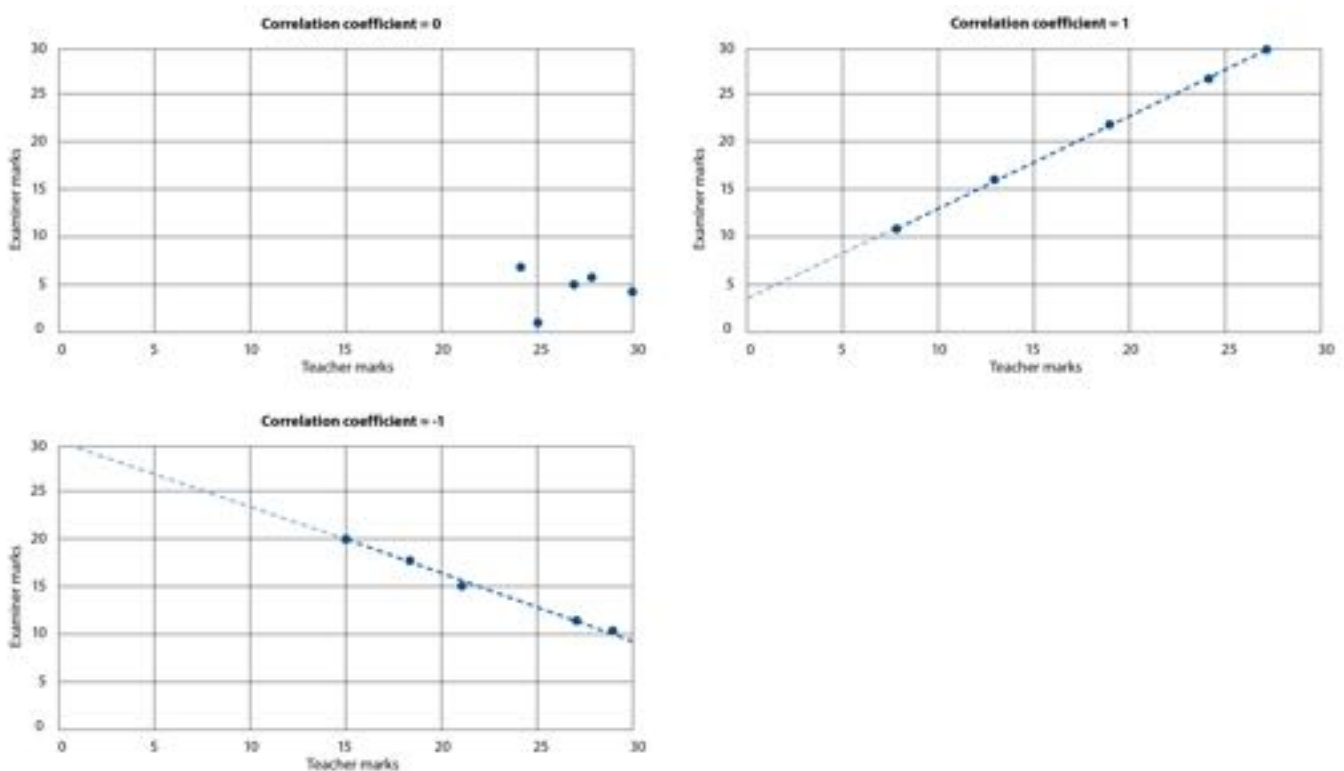 Correlation coefficient = 0
30
25
20
15
10
5
0
Examiner marks
0 5 10 15 20 25 30
Teacher marks
Correlation coefficient = 1
30
25
20
15
10
5
0
Examiner marks
0 5 10 15 20 25 30
Teacher marks
Correlation coefficient = -1
30
25
20
15
10
5
0
Examiner marks
0 5 10 15 20 25 30
Teacher marks